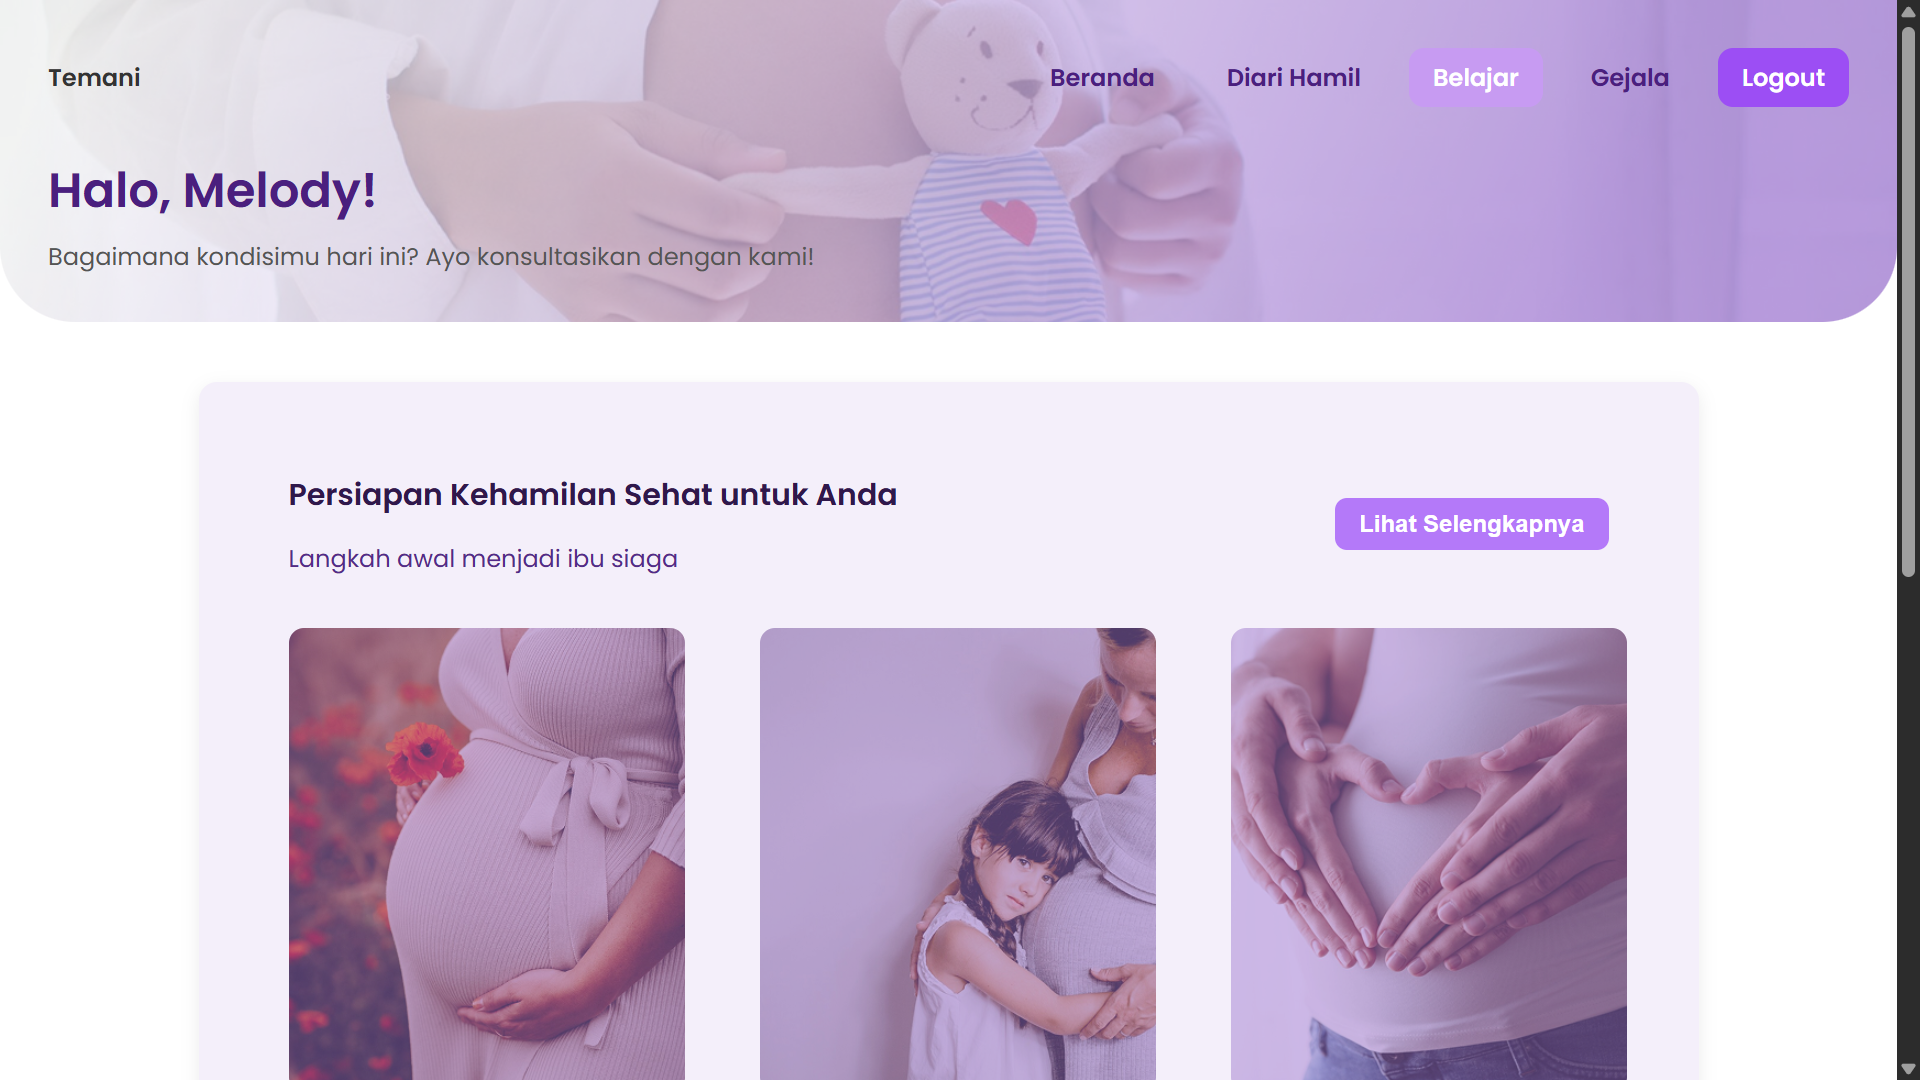 Temani
Beranda
Diari Hamil
Belajar
Gejala
Logout
Halo, Melody!
Bagaimana kondisimu hari ini? Ayo konsultasikan dengan kami!
Persiapan Kehamilan Sehat untuk Anda
Langkah awal menjadi ibu siaga
Lihat Selengkapnya